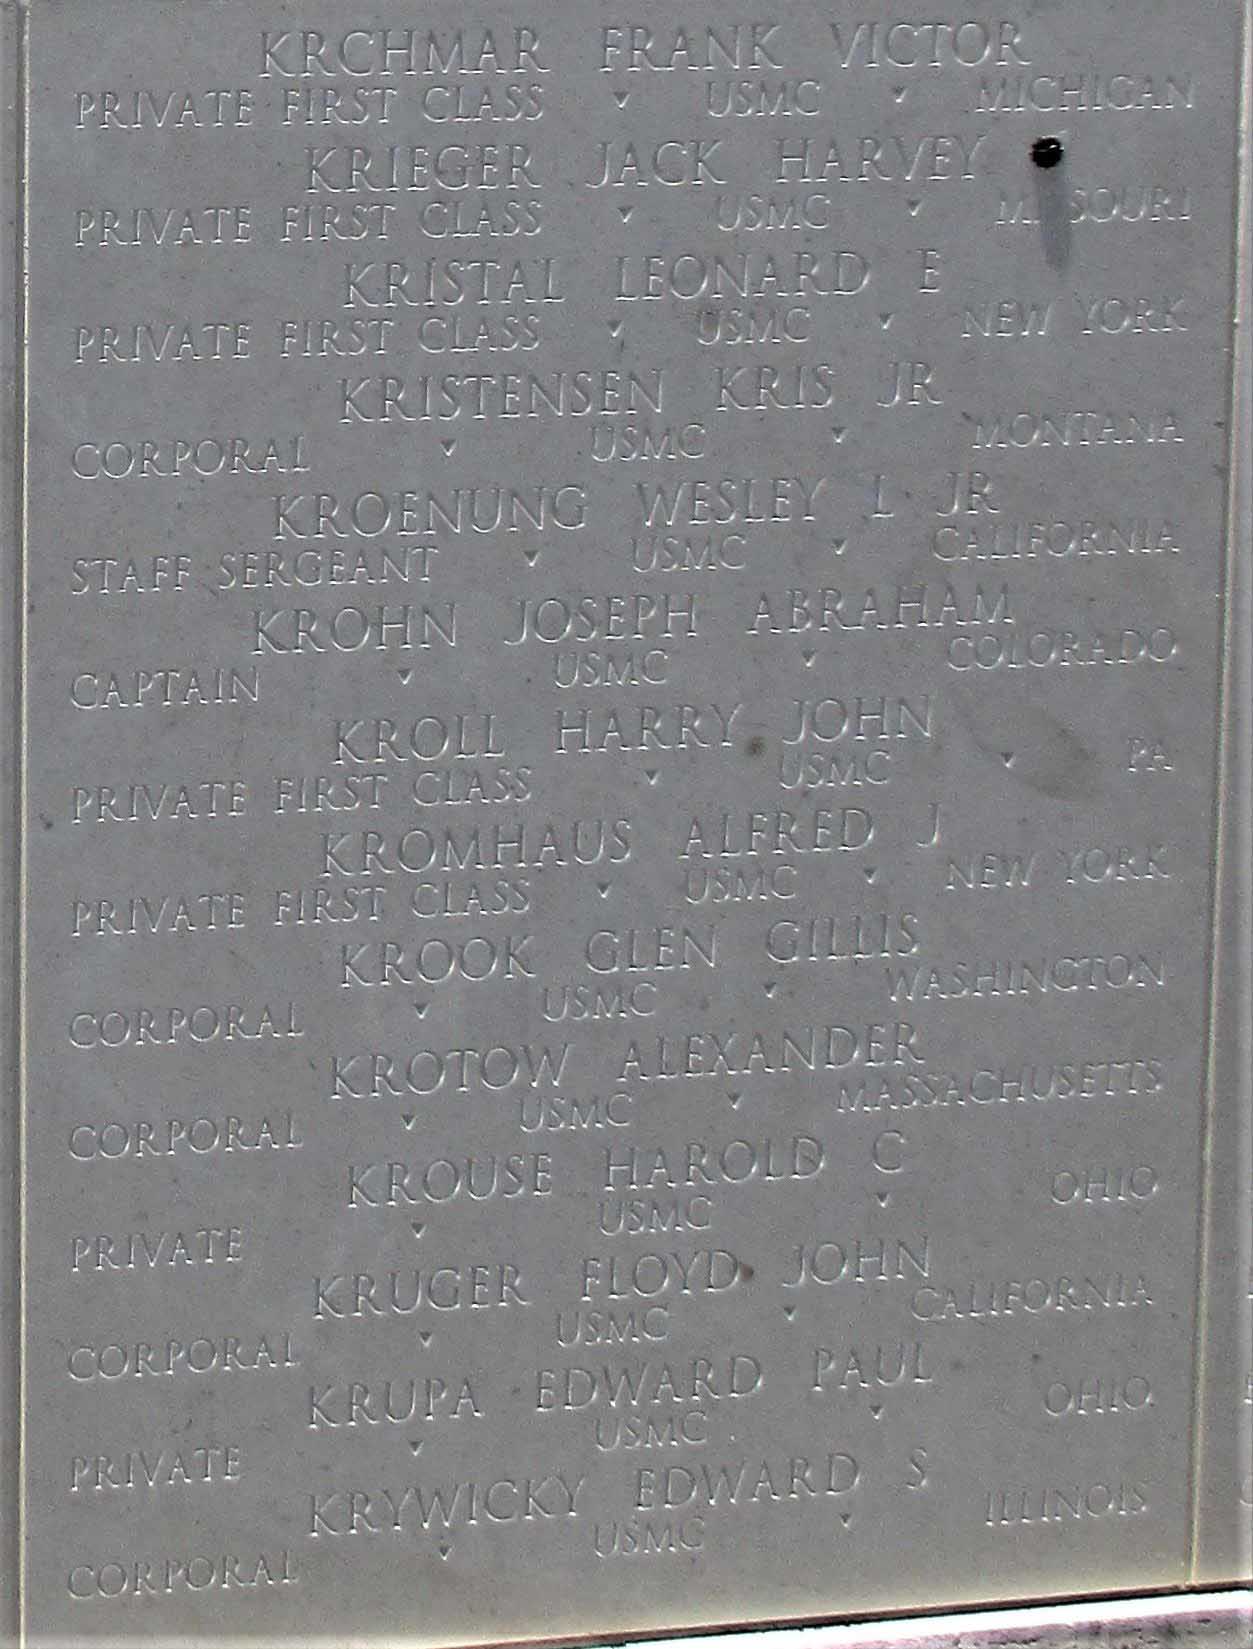 KRCHMAR FRANK VICTOR
PRIVATE FIRST CLASS USMC MICHIGAN
KRIEGER JACK HARVEY
PRIVATE FIRST CLASS USMC MISSOURI
KRISTAL LEONARD E
PRIVATE FIRST CLASS USMC NEW YORK
KRISTENSEN KRIS JR
CORPORAL USMC MONTANA
KROENUNG WESLEY L JR
STAFF SERGEANT USMC CALIFORNIA
KROHN JOSEPH ABRAHAM
CAPTAIN USMC COLORADO
KROLL HARRY JOHN
PRIVATE FIRST CLASS USMC PA
KROMHAUS ALFRED J
PRIVATE FIRST CLASS USMC NEW YORK
KROOK GLEN GILLIS
CORPORAL USMC WASHINGTON
KROTOW ALEXANDER
CORPORAL USMC MASSACHUSETTS
KROUSE HAROLD C
PRIVATE USMC OHIO
KRUGER FLOYD JOHN
CORPORAL USMC CALIFORNIA
KRUPA EDWARD PAUL
PRIVATE USMC OHIO
KRYWICKY EDWARD S
CORPORAL USMC ILLINOIS